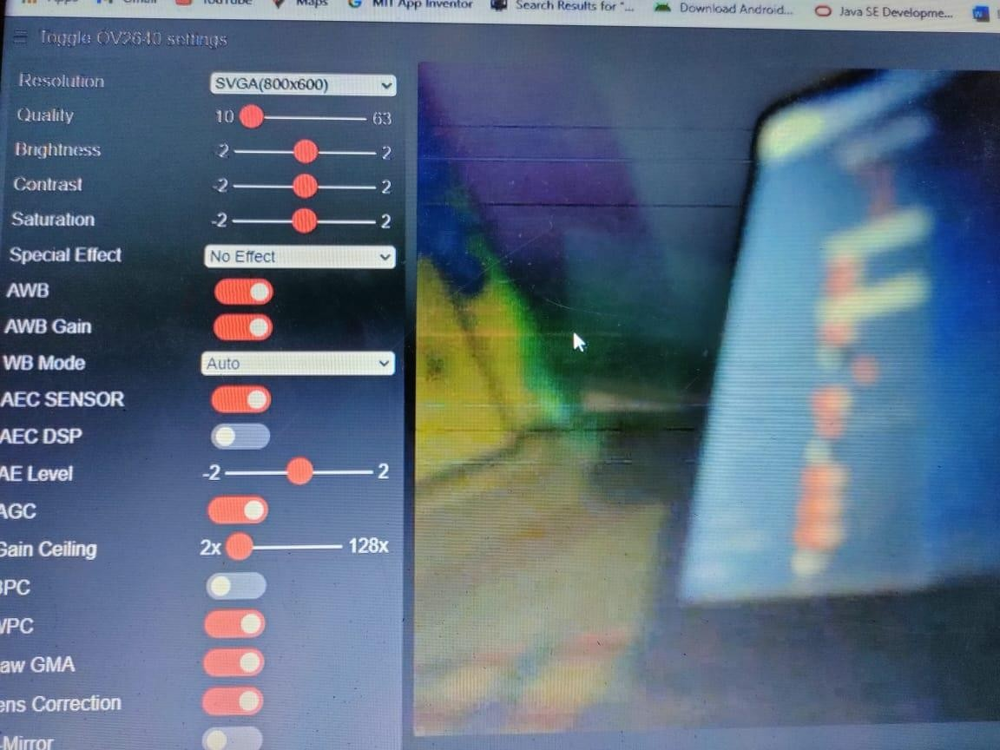 Apps Gmail YouTube Maps MIT App Inventor Search Results for "... Download Android... Java SE Developme...
Toggle OV2640 settings
Resolution SVGA(800x600)
Quality 10 63
Brightness -2 2
Contrast -2 2
Saturation -2 2
Special Effect No Effect
AWB
AWB Gain
WB Mode Auto
AEC SENSOR
AEC DSP
AE Level -2 2
AGC
Gain Ceiling 2x 128x
BPC
WPC
aw GMA
ens Correction
-Mirror